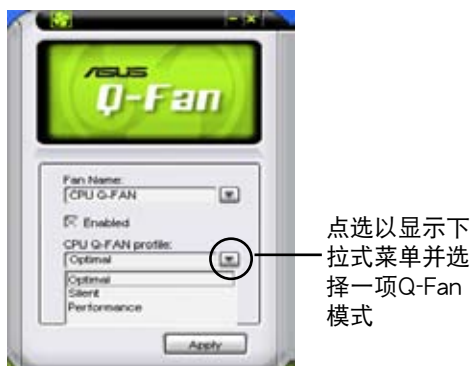 ASUS
Q-Fan
Fan Name:
CPU Q-FAN
Enabled
CPU Q-FAN profile:
Optimal
Optimal
Silent
Performance
Apply
点选以显示下
拉式菜单并选
择一项Q-Fan
模式